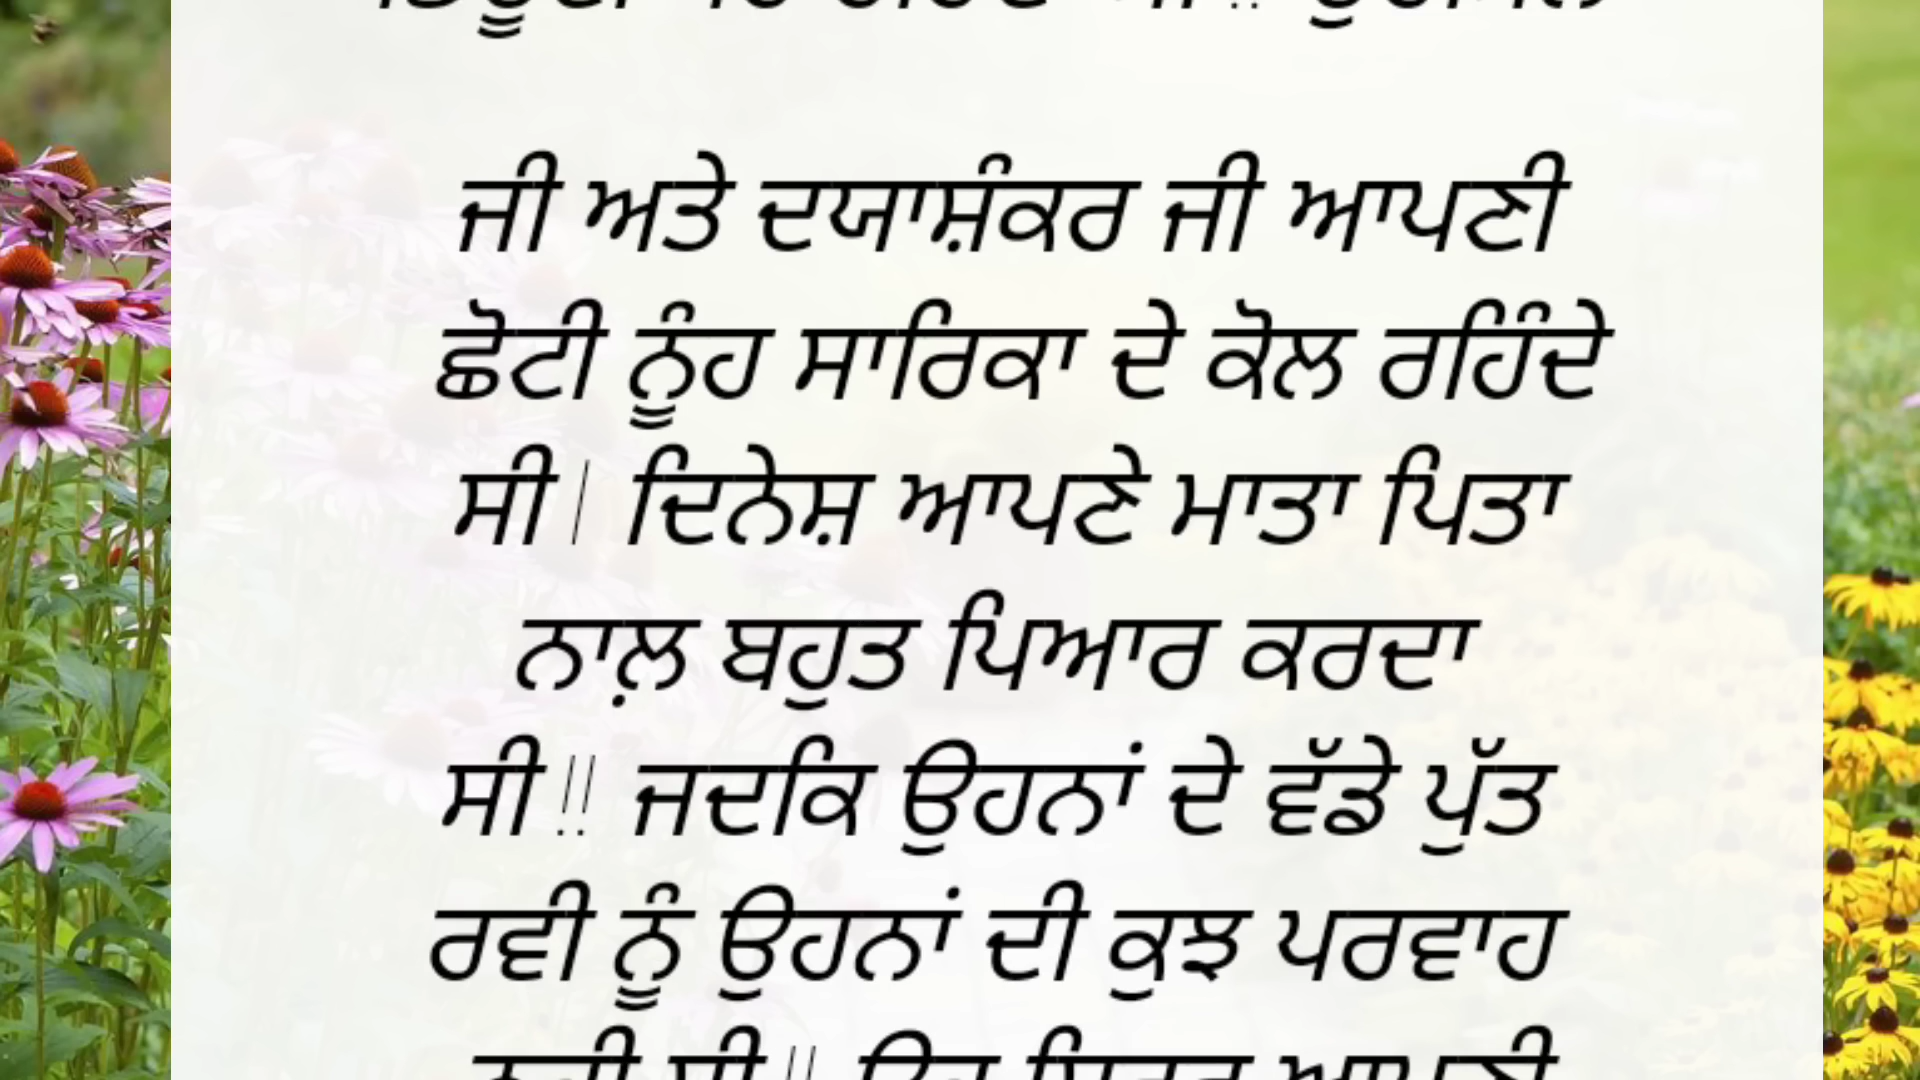 ਜੀ ਅਤੇ ਦਯਾਸ਼ੰਕਰ ਜੀ ਆਪਣੀ
ਛੋਟੀ ਨੂੰਹ ਸਾਰਿਕਾ ਦੇ ਕੋਲ ਰਹਿੰਦੇ
ਸੀ| ਦਿਨੇਸ਼ ਆਪਣੇ ਮਾਤਾ ਪਿਤਾ
ਨਾਲ਼ ਬਹੁਤ ਪਿਆਰ ਕਰਦਾ
ਸੀ!! ਜਦਕਿ ਉਹਨਾਂ ਦੇ ਵੱਡੇ ਪੁੱਤ
ਰਵੀ ਨੂੰ ਉਹਨਾਂ ਦੀ ਕੁਝ ਪਰਵਾਹ